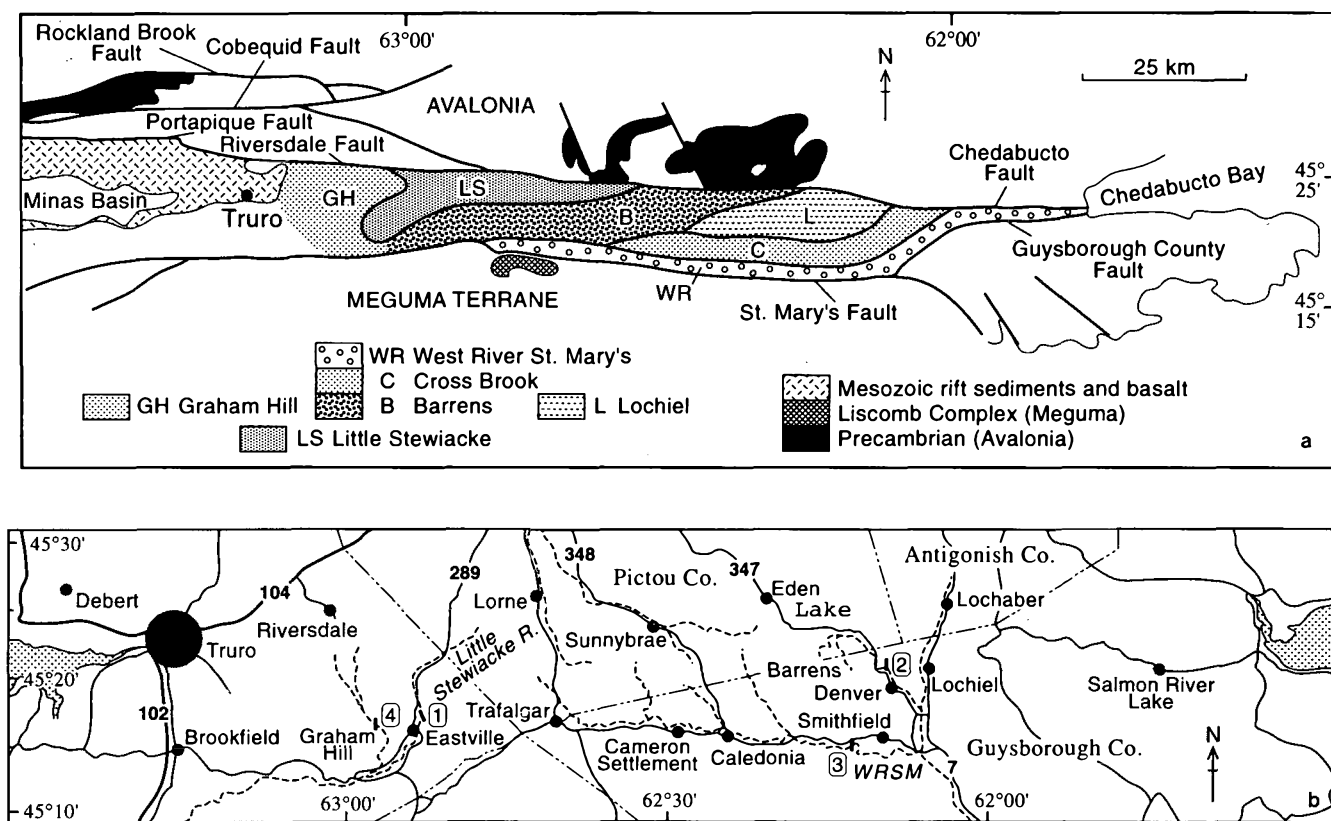 63°00'
62°00'
Rockland Brook
Fault
Cobequid Fault
N
25 km
AVALONIA
Portapique Fault
Riversdale Fault
Chedabucto
Fault
Chedabucto Bay
45°
25'
LS
GH
Minas Basin
Truro
B
L
C
Guysborough County
Fault
WR
MEGUMA TERRANE
St. Mary's Fault
45°
15'
WR West River St. Mary's
C Cross Brook
GH Graham Hill
B Barrens
L Lochiel
LS Little Stewiacke
Mesozoic rift sediments and basalt
Liscomb Complex (Meguma)
Precambrian (Avalonia)
a
45°30'
289
348
347
Antigonish Co.
Pictou Co.
Debert
104
Riversdale
Lorne
Eden
Lake
Lochaber
Truro
Little
Stewiacke R.
Sunnybrae
45°20'
Barrens
2
Denver
Lochiel
Salmon River
Lake
102
4
1
Trafalgar
Brookfield
Graham
Hill
Eastville
Smithfield
Cameron
Settlement
Caledonia
3
WRSM
7
Guysborough Co.
N
45°10'
63°00'
62°30'
62°00'
b